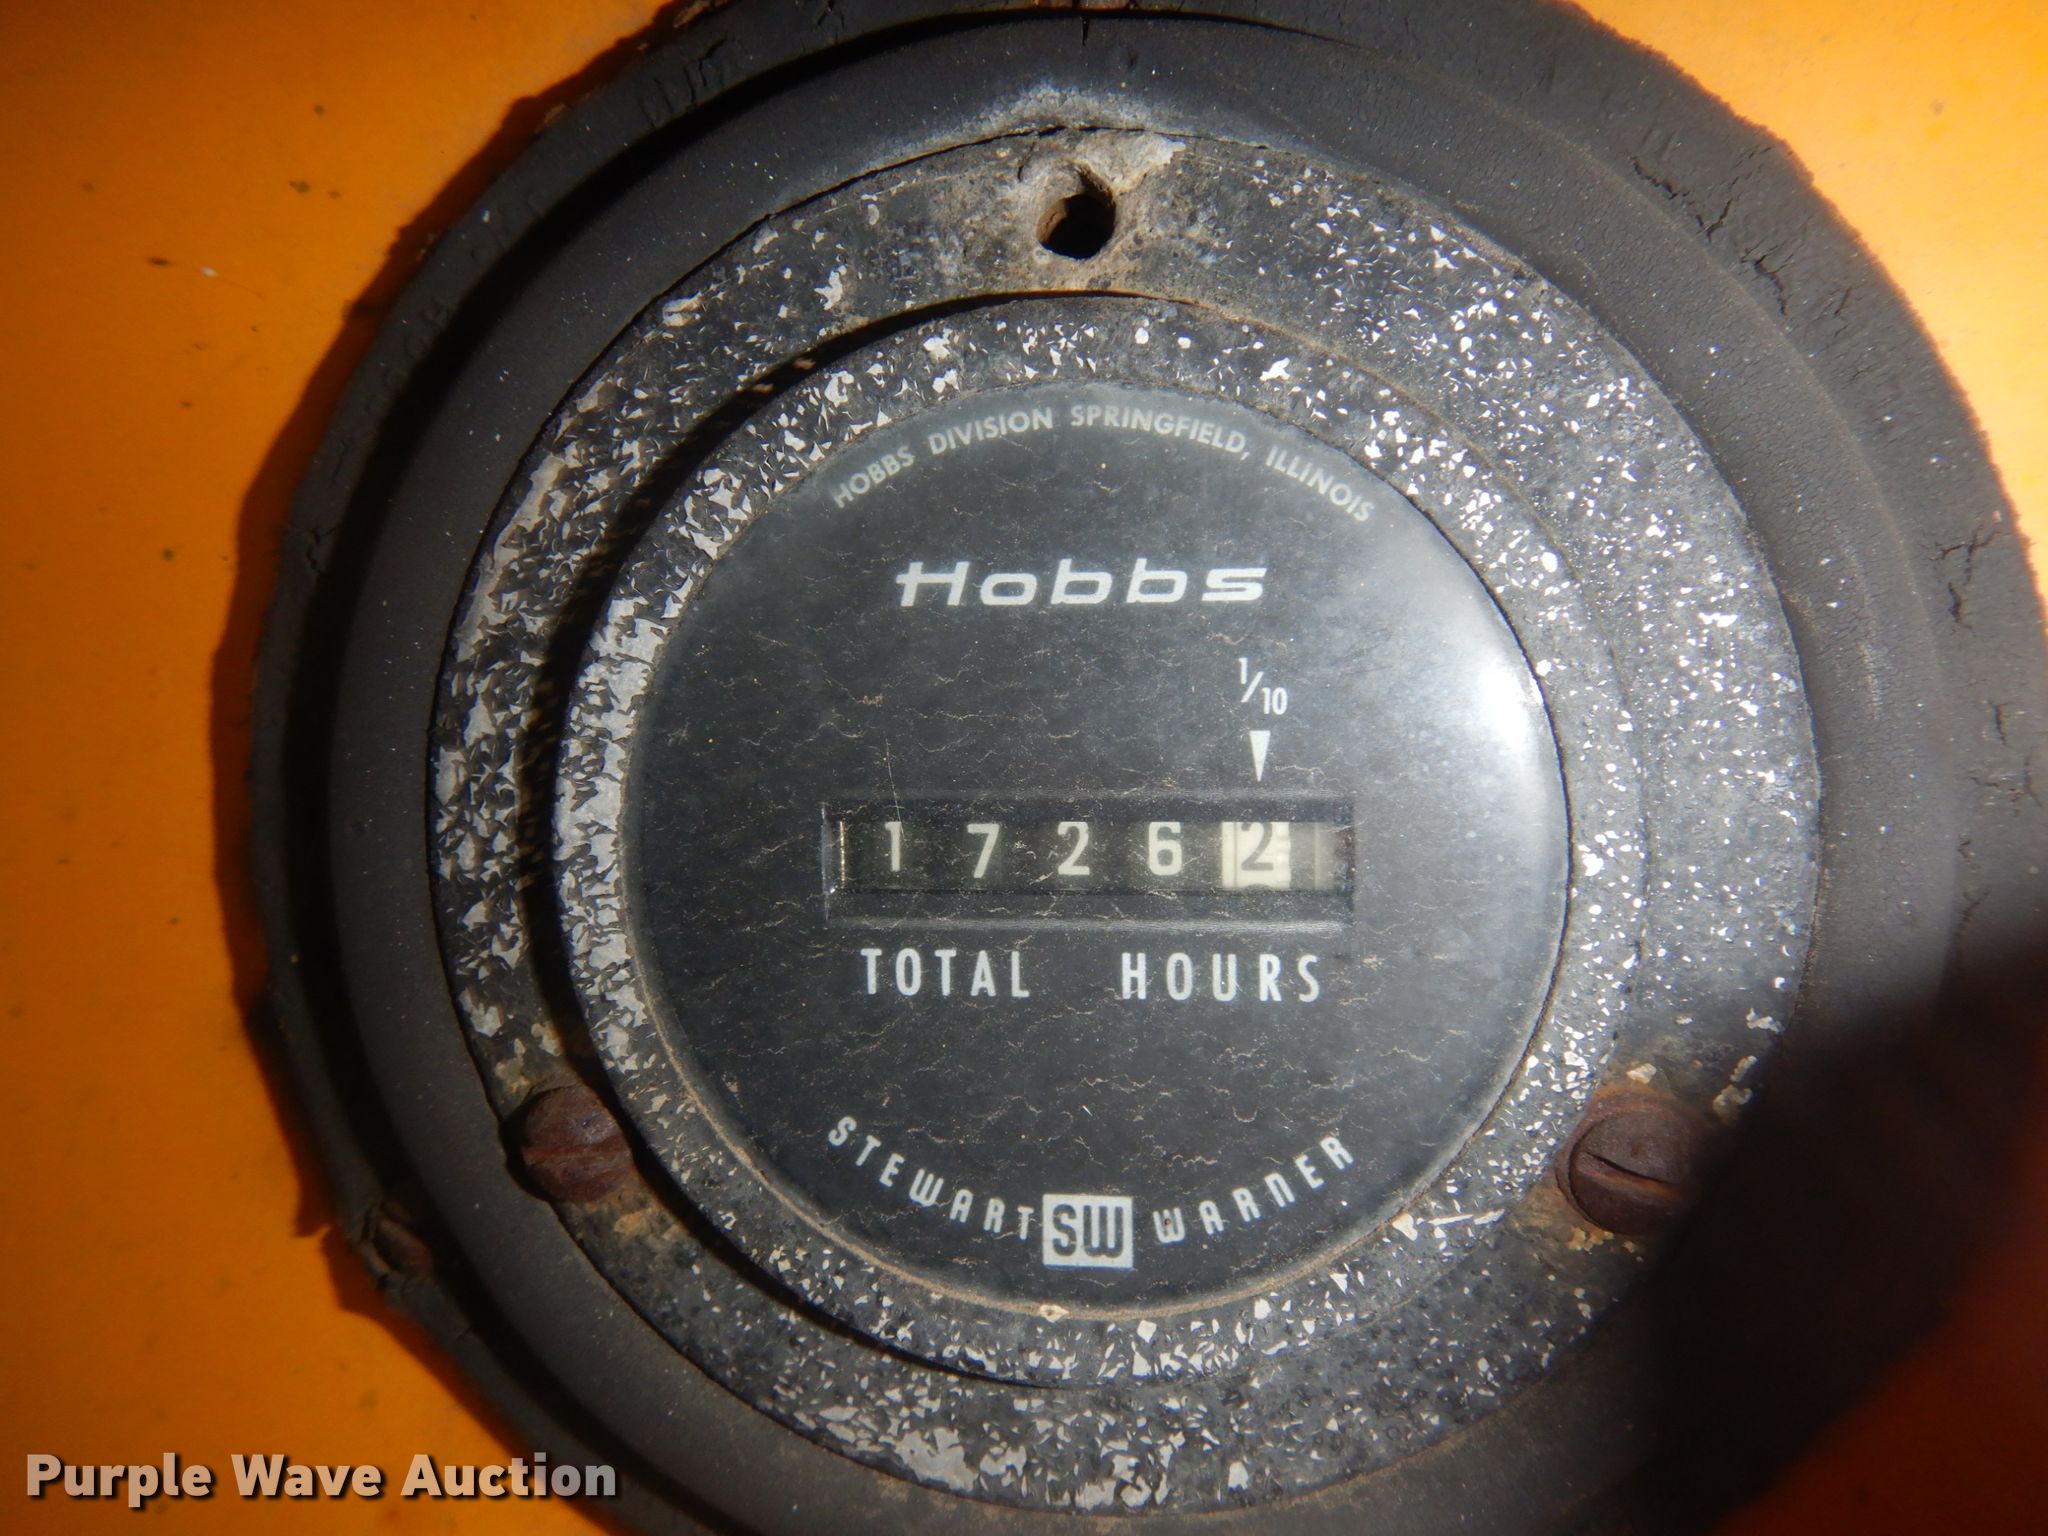 HOBBS DIVISION SPRINGFIELD, ILLINOIS
Hobbs
1/10
1 7 2 6 2
TOTAL HOURS
STEWART SW WARNER
Purple Wave Auction